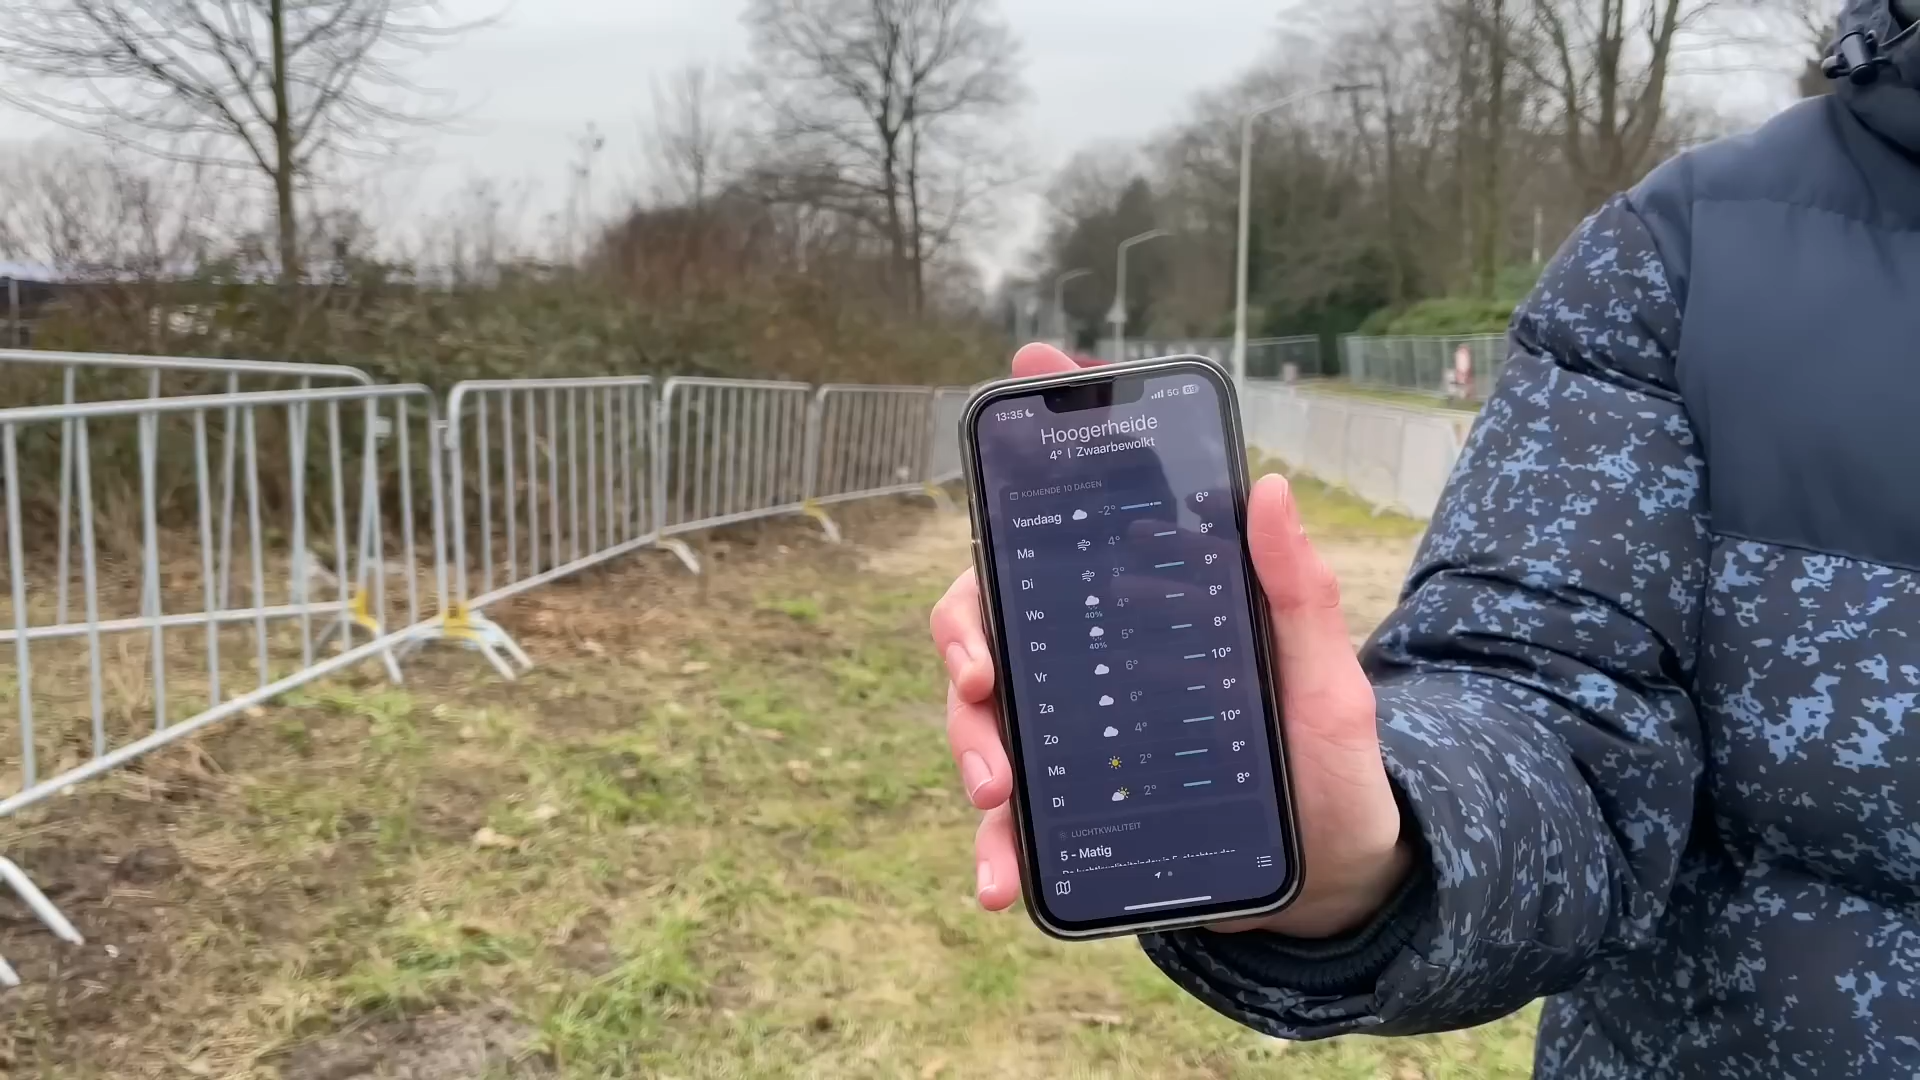 13:35 5G 69
Hoogerheide
4° | Zwaarbewolkt
KOMENDE 10 DAGEN
Vandaag -2° 6°
Ma 4° 8°
Di 3° 9°
Wo 40% 4° 8°
Do 40% 5° 8°
Vr 6° 10°
Za 6° 9°
Zo 4° 10°
Ma 2° 8°
Di 2° 8°
LUCHTKWALITEIT
5 - Matig